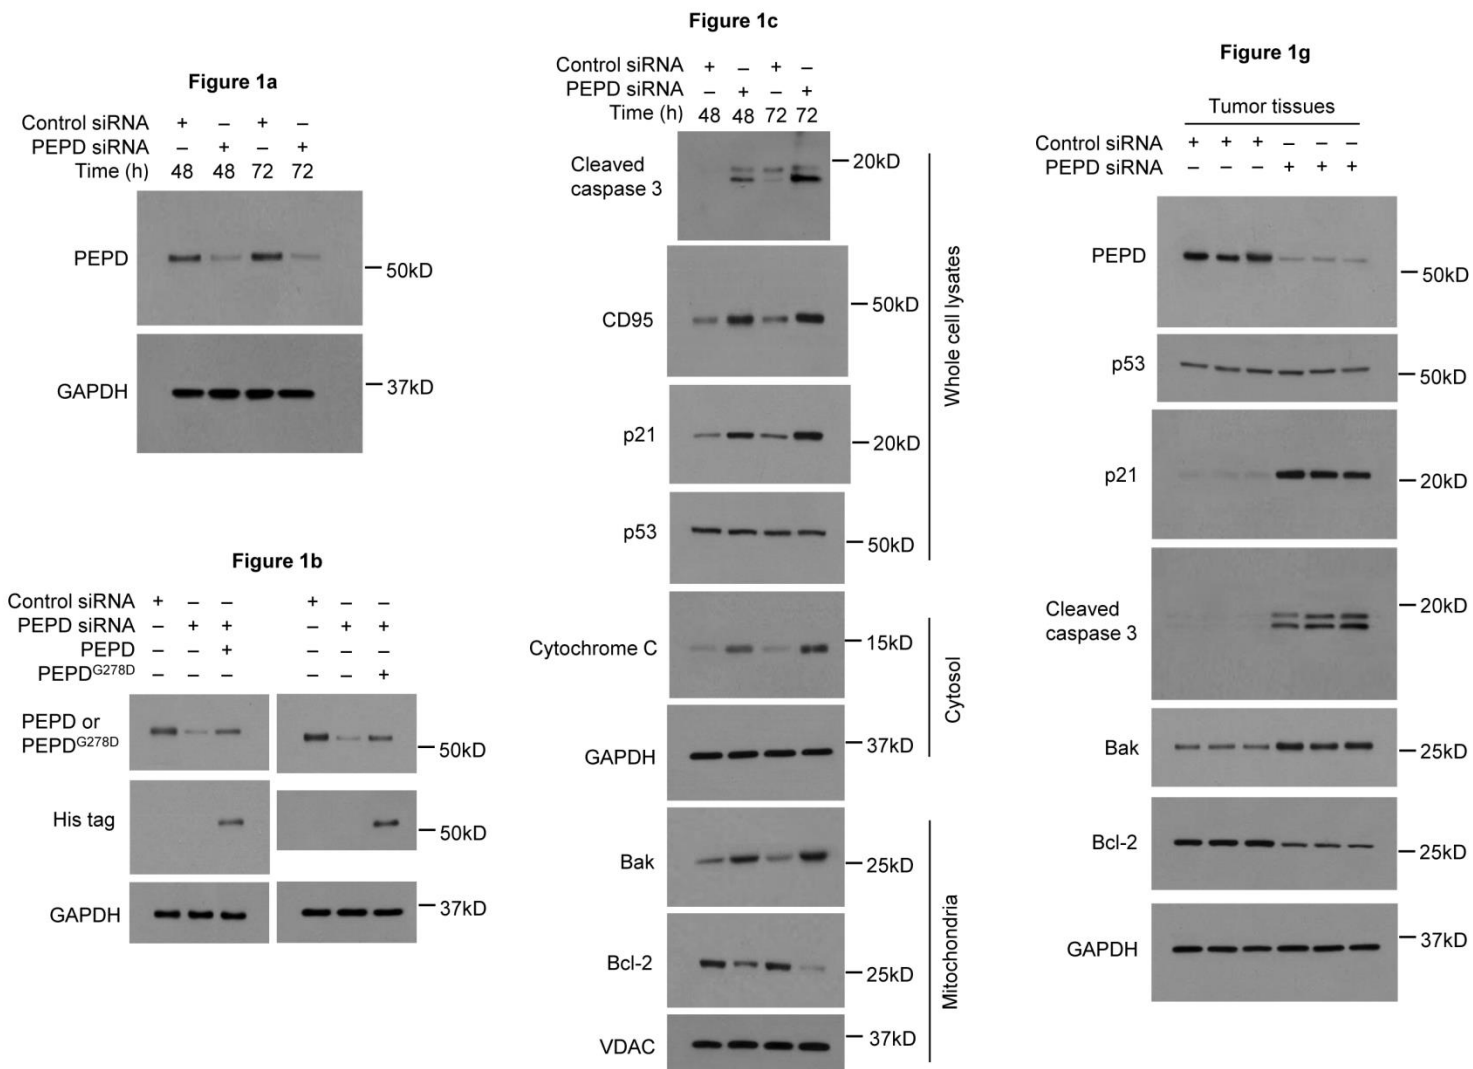 Figure 1a
Control siRNA + – + –
PEPD siRNA – + – +
Time (h) 48 48 72 72
PEPD
50kD
GAPDH
37kD
Figure 1b
Control siRNA + – – + – –
PEPD siRNA – + + – + +
PEPD – – + – – –
PEPDG278D – – – – – +
PEPD or
PEPDG278D
50kD
His tag
50kD
GAPDH
37kD
Figure 1c
Control siRNA + – + –
PEPD siRNA – + – +
Time (h) 48 48 72 72
Cleaved
caspase 3
20kD
CD95
50kD
p21
20kD
p53
50kD
Whole cell lysates
Cytochrome C
15kD
GAPDH
37kD
Cytosol
Bak
25kD
Bcl-2
25kD
VDAC
37kD
Mitochondria
Figure 1g
Tumor tissues
Control siRNA + + + – – –
PEPD siRNA – – – + + +
PEPD
50kD
p53
50kD
p21
20kD
Cleaved
caspase 3
20kD
Bak
25kD
Bcl-2
25kD
GAPDH
37kD